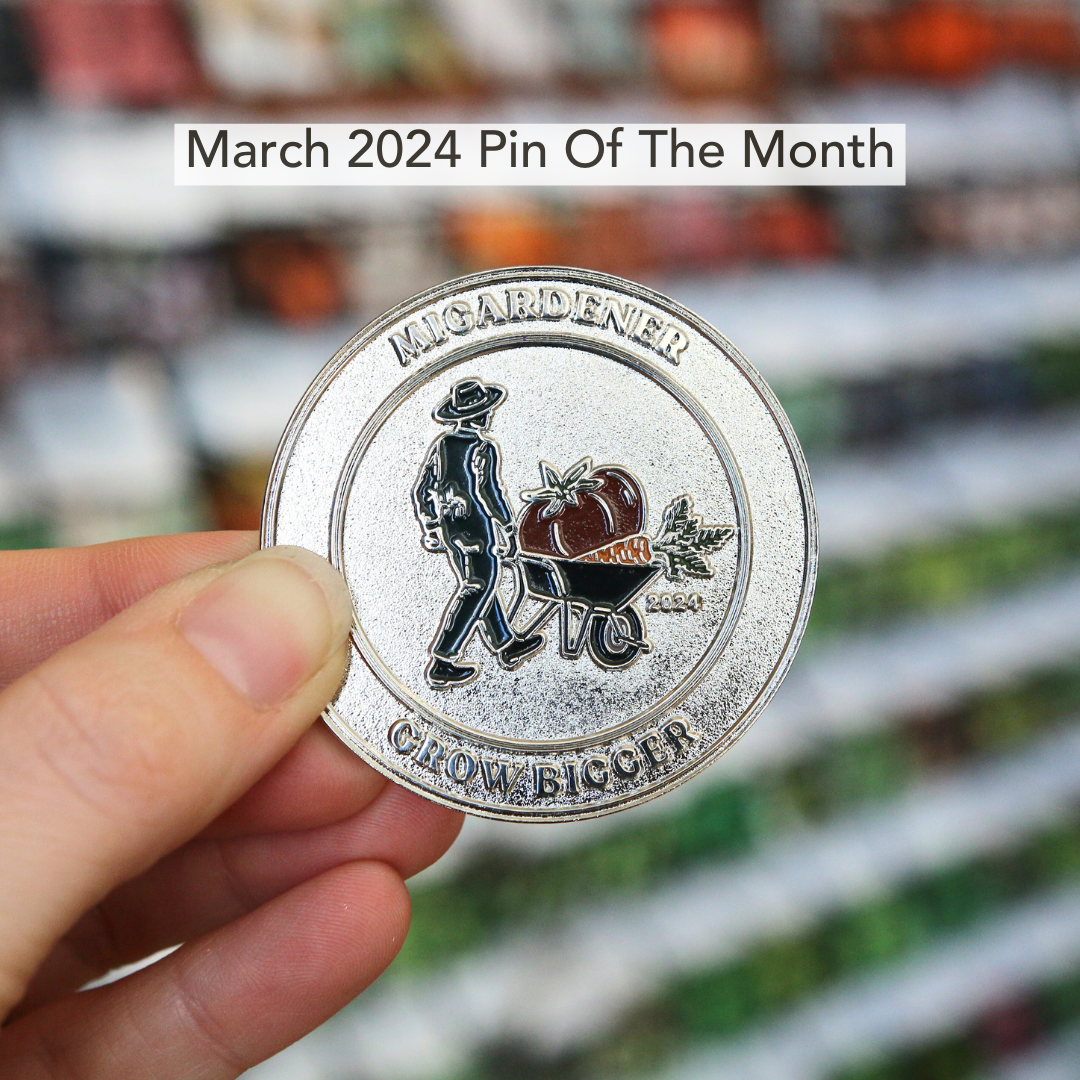 March 2024 Pin Of The Month
MIGARDENER
2024
GROW BIGGER